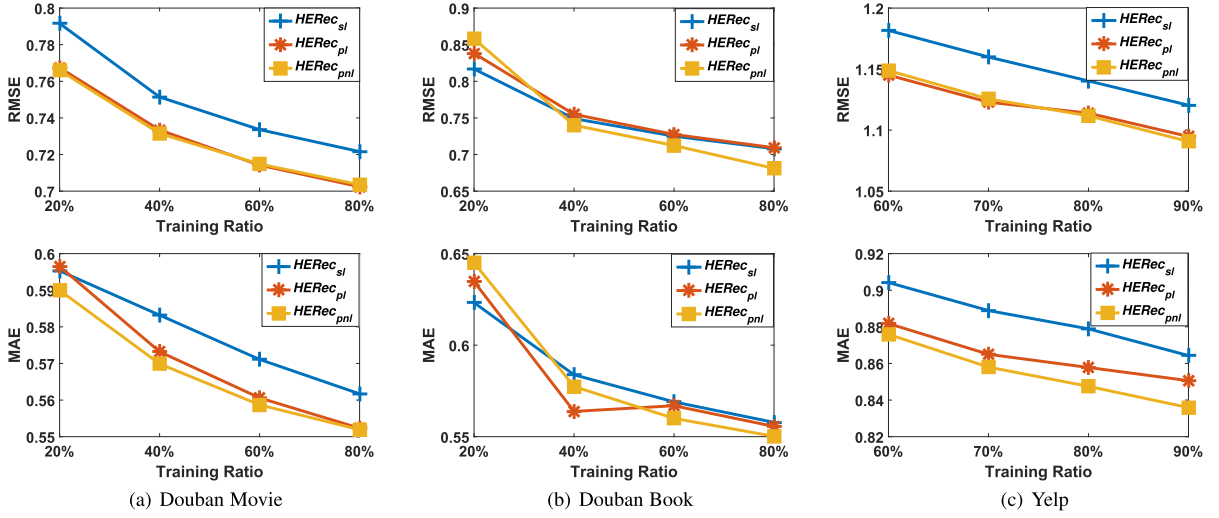 0.8
0.78
0.76
0.74
0.72
0.7
RMSE
20% 40% 60% 80%
Training Ratio
HERec_sl
HERec_pl
HERec_pnl
0.9
0.85
0.8
0.75
0.7
0.65
RMSE
20% 40% 60% 80%
Training Ratio
HERec_sl
HERec_pl
HERec_pnl
1.2
1.15
1.1
1.05
RMSE
60% 70% 80% 90%
Training Ratio
HERec_sl
HERec_pl
HERec_pnl
0.6
0.59
0.58
0.57
0.56
0.55
MAE
20% 40% 60% 80%
Training Ratio
HERec_sl
HERec_pl
HERec_pnl
0.65
0.6
0.55
MAE
20% 40% 60% 80%
Training Ratio
HERec_sl
HERec_pl
HERec_pnl
0.92
0.9
0.88
0.86
0.84
0.82
MAE
60% 70% 80% 90%
Training Ratio
HERec_sl
HERec_pl
HERec_pnl
(a) Douban Movie
(b) Douban Book
(c) Yelp